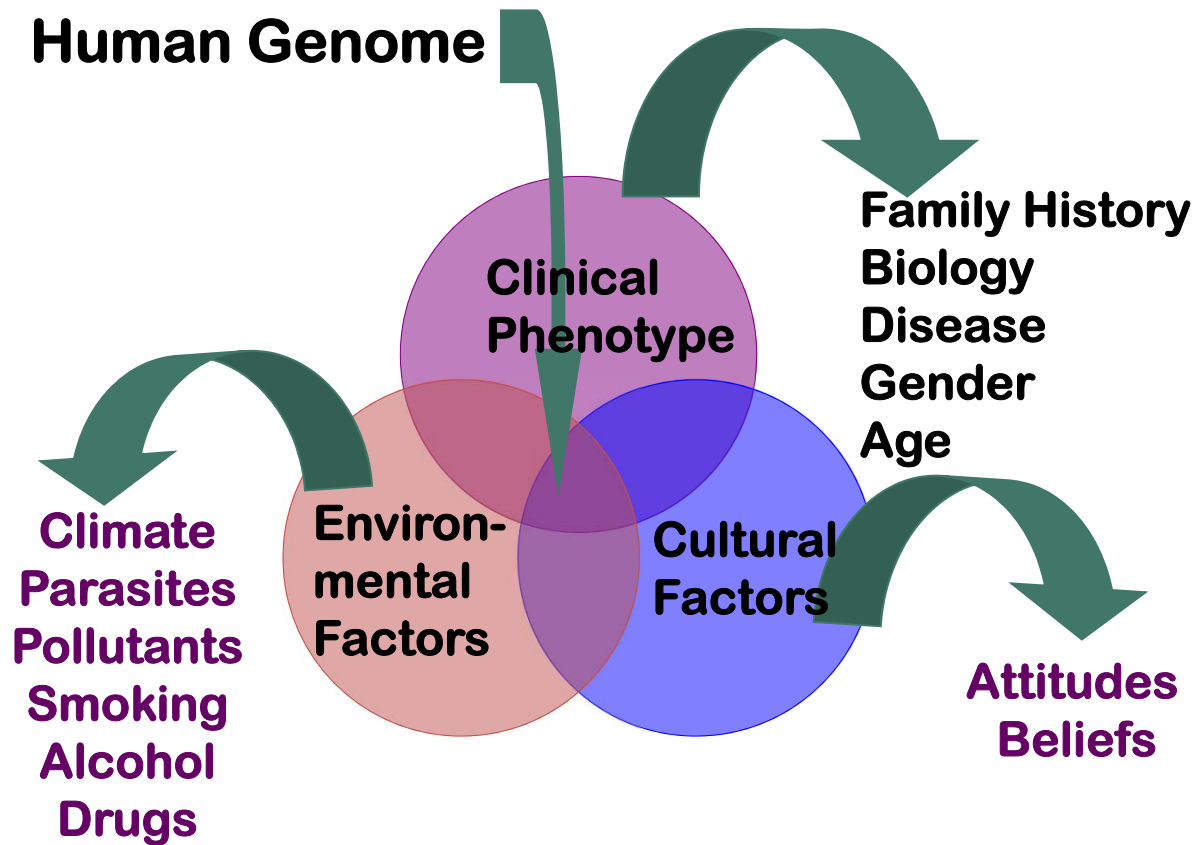 Human Genome
Clinical
Phenotype
Family History
Biology
Disease
Gender
Age
Environ-
mental
Factors
Cultural
Factors
Climate
Parasites
Pollutants
Smoking
Alcohol
Drugs
Attitudes
Beliefs